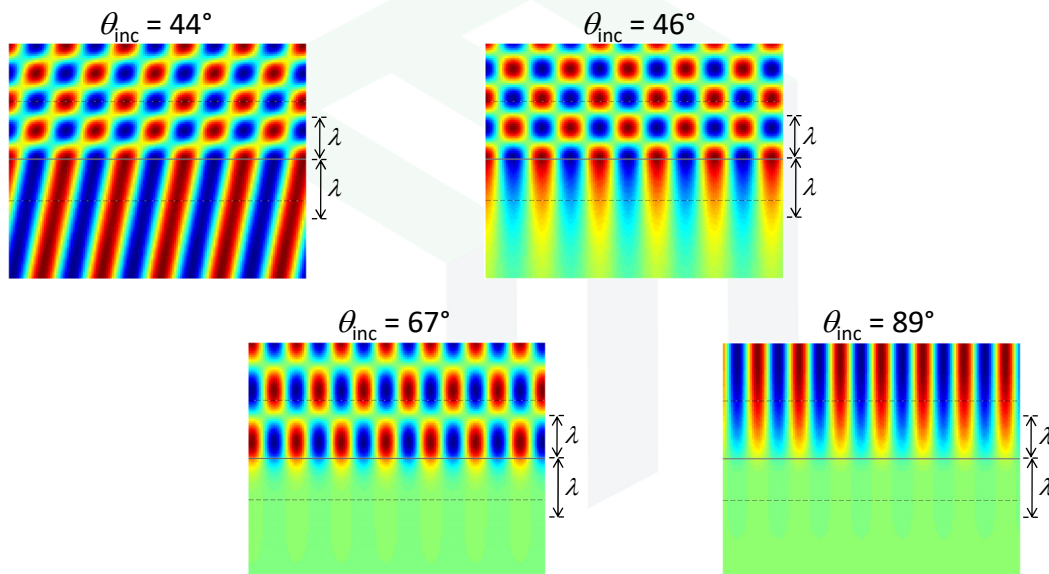 θinc = 44°
θinc = 46°
λ
λ
λ
λ
θinc = 67°
θinc = 89°
λ
λ
λ
λ